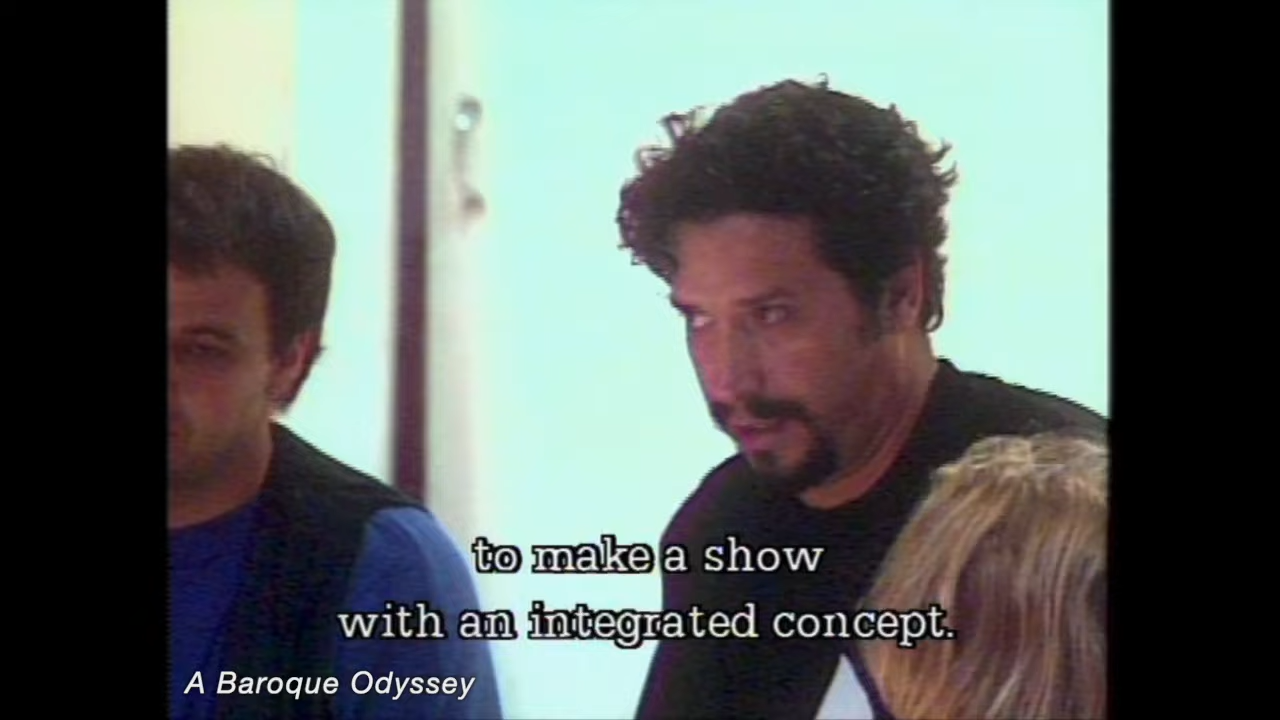 to make a show
with an integrated concept.
A Baroque Odyssey